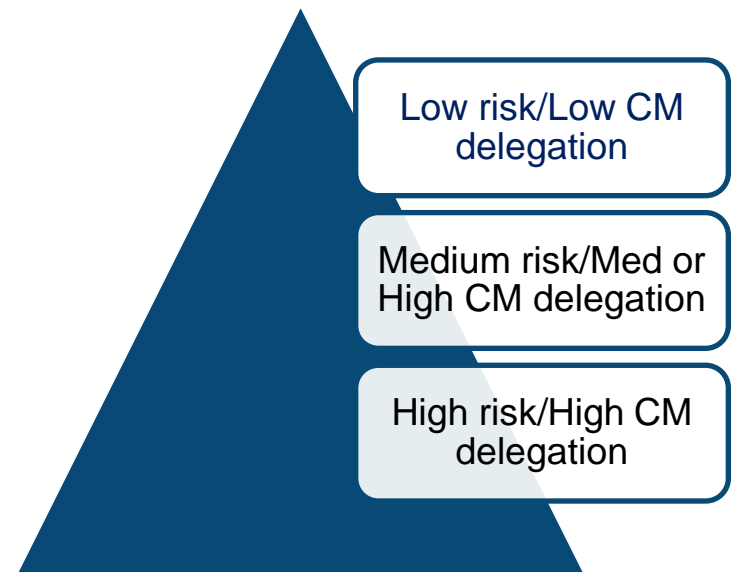 Low risk/Low CM
delegation
Medium risk/Med or
High CM delegation
High risk/High CM
delegation